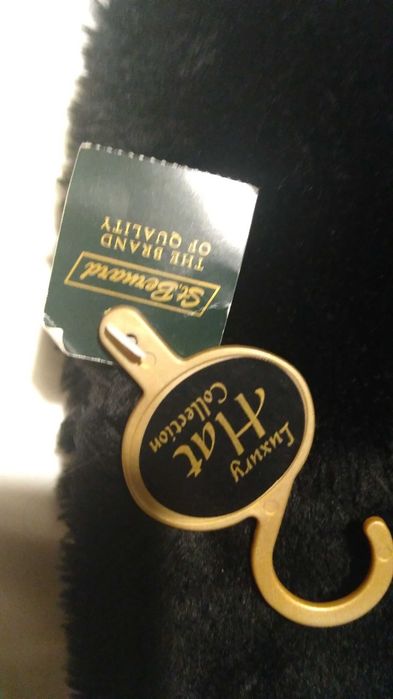 St. Bernard
THE BRAND
OF QUALITY
Luxury
Hat
Collection